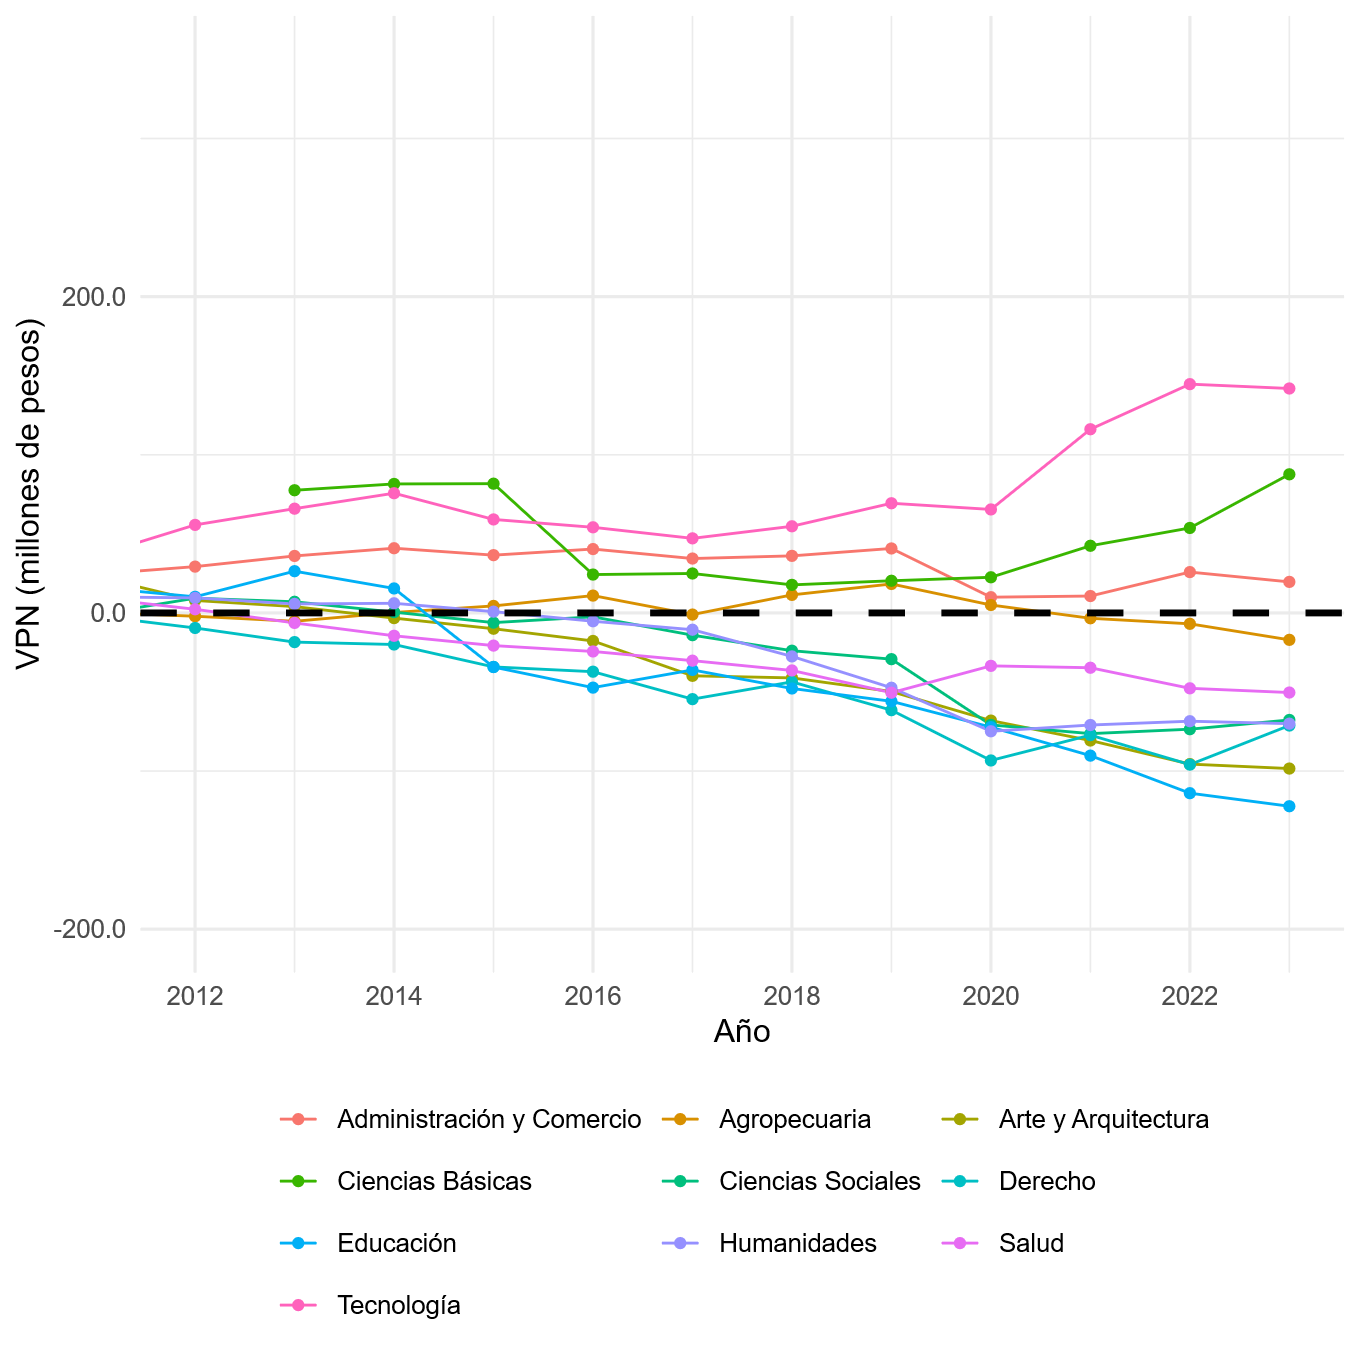 VPN (millones de pesos)
200.0
0.0
-200.0
2012 2014 2016 2018 2020 2022
Año
Administración y Comercio Agropecuaria Arte y Arquitectura
Ciencias Básicas Ciencias Sociales Derecho
Educación Humanidades Salud
Tecnología